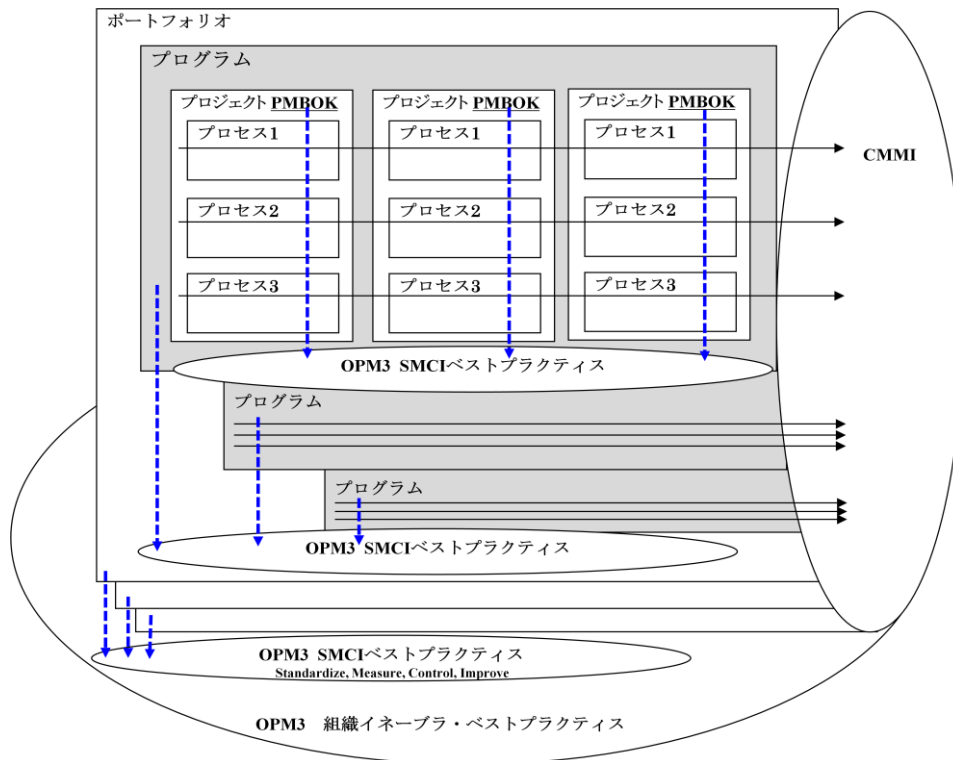 ポートフォリオ
プログラム
プロジェクト PMBOK
プロセス1
プロセス2
プロセス3
プロジェクト PMBOK
プロセス1
プロセス2
プロセス3
プロジェクト PMBOK
プロセス1
プロセス2
プロセス3
CMMI
OPM3 SMCIベストプラクティス
プログラム
プログラム
OPM3 SMCIベストプラクティス
OPM3 SMCIベストプラクティス
Standardize, Measure, Control, Improve
OPM3 組織イネーブラ・ベストプラクティス